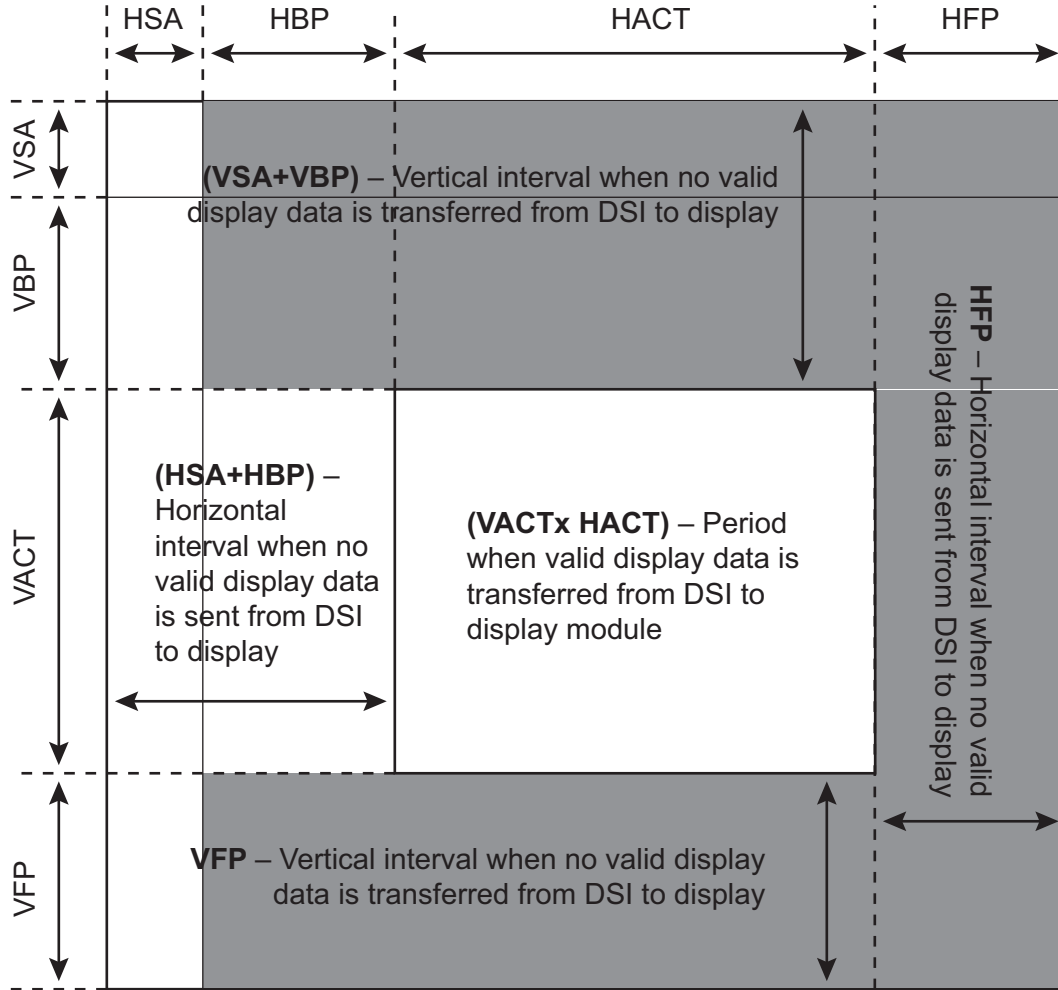 HSA HBP HACT HFP
VSA
(VSA+VBP) – Vertical interval when no valid
display data is transferred from DSI to display
VBP
HFP – Horizontal interval when no valid
display data is sent from DSI to display
VACT
(HSA+HBP) –
Horizontal
interval when no
valid display data
is sent from DSI
to display
(VACTx HACT) – Period
when valid display data is
transferred from DSI to
display module
VFP
VFP – Vertical interval when no valid display
data is transferred from DSI to display